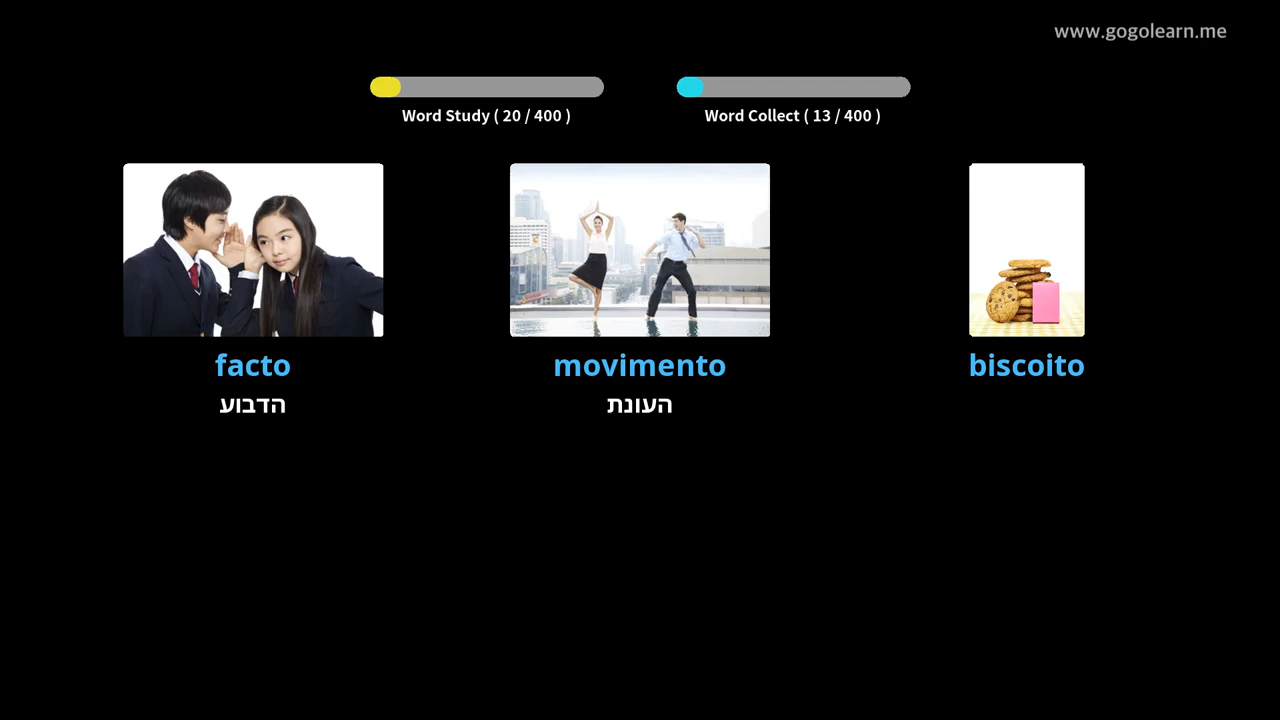 www.gogolearn.me
Word Study ( 20 / 400 )
Word Collect ( 13 / 400 )
facto
movimento
biscoito
הדבוע
העונת